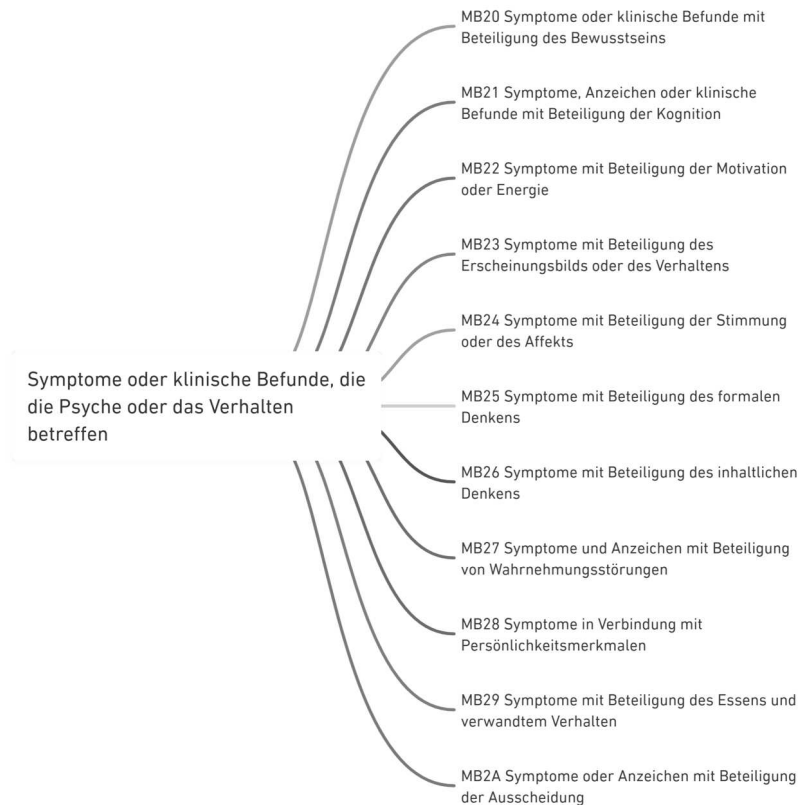 MB20 Symptome oder klinische Befunde mit
Beteiligung des Bewusstseins
MB21 Symptome, Anzeichen oder klinische
Befunde mit Beteiligung der Kognition
MB22 Symptome mit Beteiligung der Motivation
oder Energie
MB23 Symptome mit Beteiligung des
Erscheinungsbilds oder des Verhaltens
MB24 Symptome mit Beteiligung der Stimmung
oder des Affekts
Symptome oder klinische Befunde, die
die Psyche oder das Verhalten
betreffen
MB25 Symptome mit Beteiligung des formalen
Denkens
MB26 Symptome mit Beteiligung des inhaltlichen
Denkens
MB27 Symptome und Anzeichen mit Beteiligung
von Wahrnehmungsstörungen
MB28 Symptome in Verbindung mit
Persönlichkeitsmerkmalen
MB29 Symptome mit Beteiligung des Essens und
verwandtem Verhalten
MB2A Symptome oder Anzeichen mit Beteiligung
der Ausscheidung